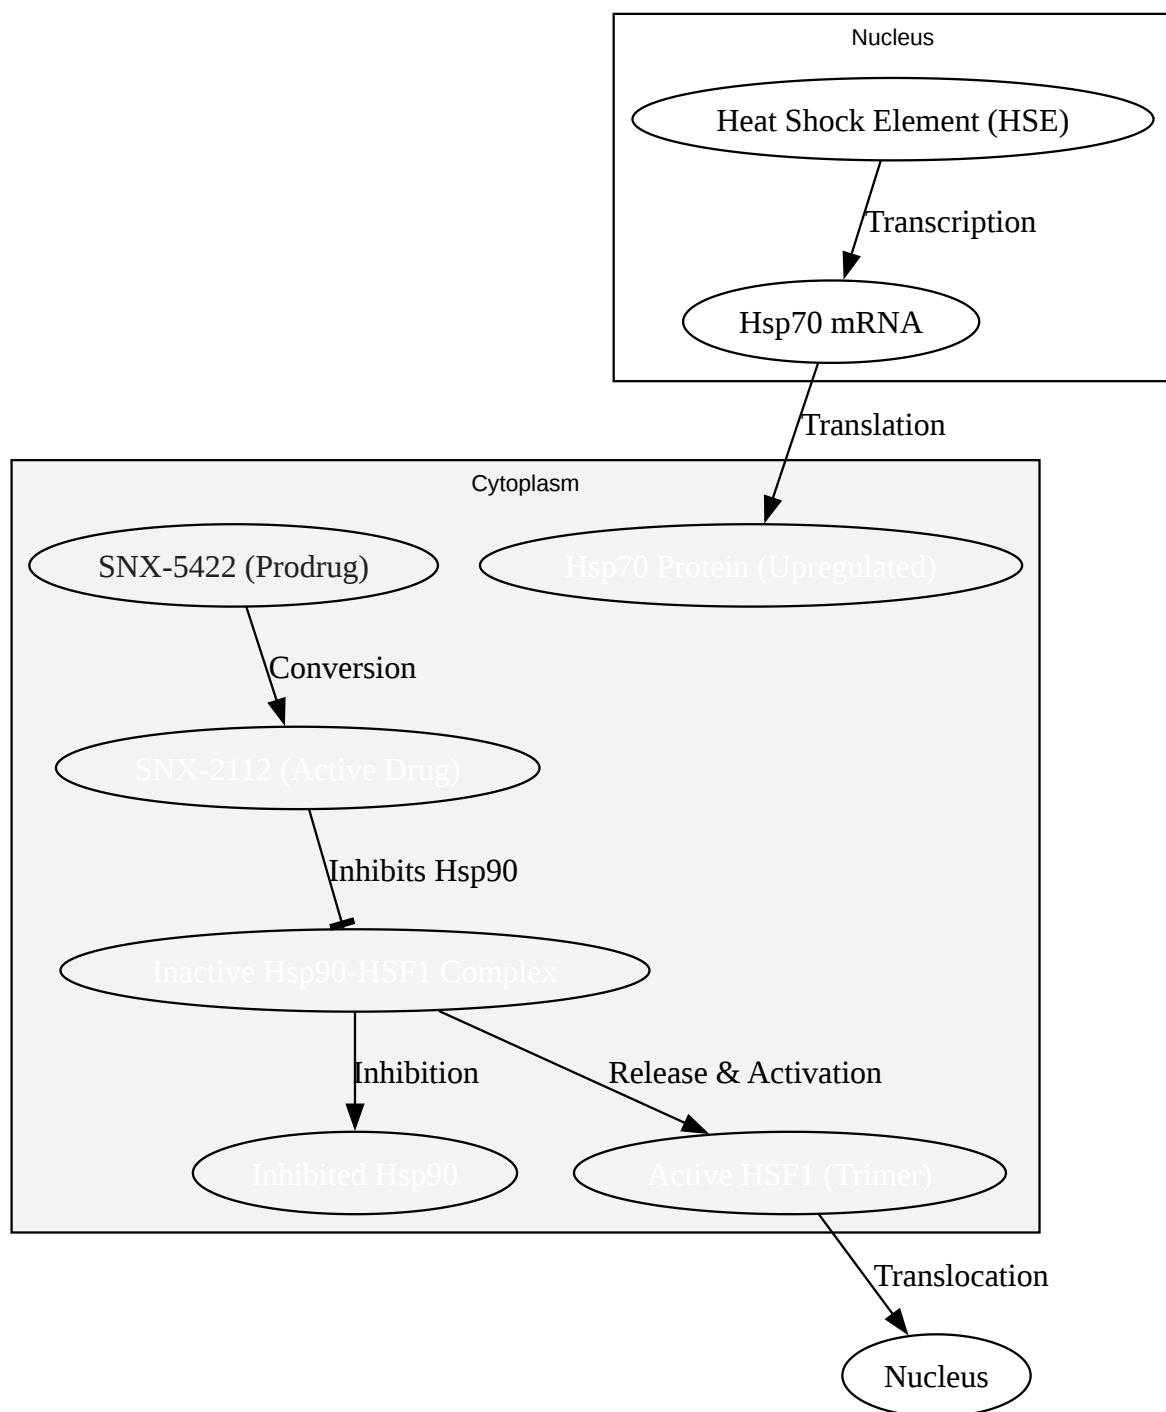 Nucleus
Heat Shock Element (HSE)
Transcription
Hsp70 mRNA
Translation
Cytoplasm
SNX-5422 (Prodrug)
Hsp70 Protein (Upregulated)
Conversion
SNX-2112 (Active Drug)
Inhibits Hsp90
Inactive Hsp90-HSF1 Complex
Inhibition
Release & Activation
Inhibited Hsp90
Active HSF1 (Trimer)
Translocation
Nucleus